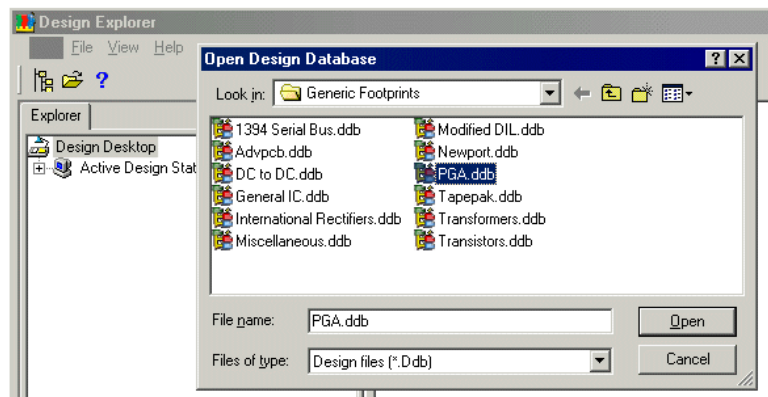 Design Explorer
File View Help
?
Explorer
Design Desktop
Active Design Stat
Open Design Database
Look in: Generic Footprints
1394 Serial Bus.ddb
Advpcb.ddb
DC to DC.ddb
General IC.ddb
International Rectifiers.ddb
Miscellaneous.ddb
Modified DIL.ddb
Newport.ddb
PGA.ddb
Tapepak.ddb
Transformers.ddb
Transistors.ddb
File name: PGA.ddb
Open
Files of type: Design files (*.Ddb)
Cancel